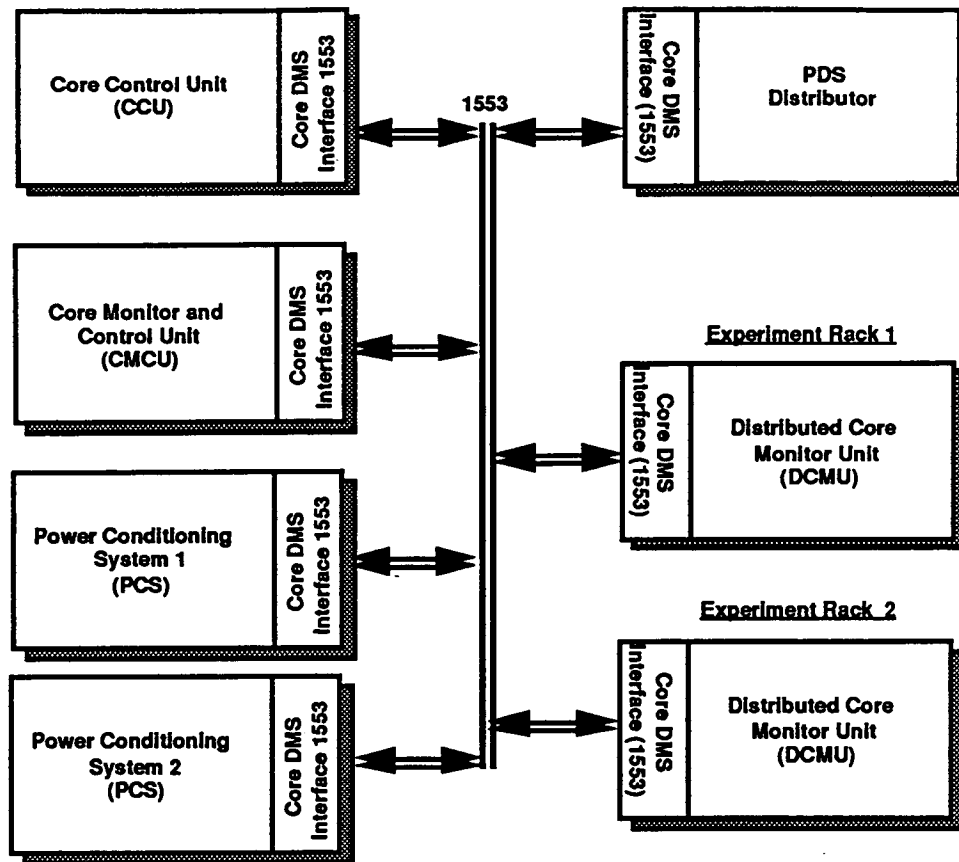 Core Control Unit
(CCU)
Core DMS
Interface 1553
1553
Core DMS
Interface (1553)
PDS
Distributor
Core Monitor and
Control Unit
(CMCU)
Core DMS
Interface 1553
Experiment Rack 1
Core DMS
Interface (1553)
Distributed Core
Monitor Unit
(DCMU)
Power Conditioning
System 1
(PCS)
Core DMS
Interface 1553
Experiment Rack 2
Core DMS
Interface (1553)
Distributed Core
Monitor Unit
(DCMU)
Power Conditioning
System 2
(PCS)
Core DMS
Interface 1553